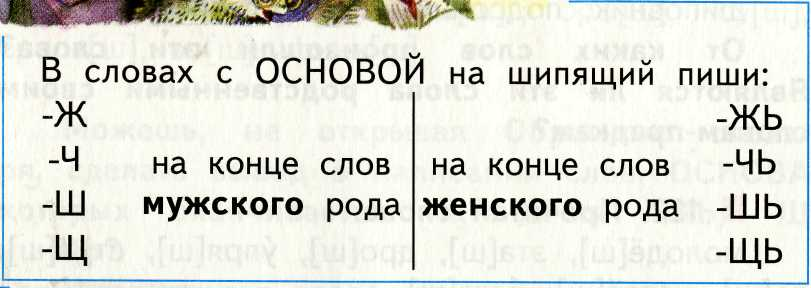 В словах с ОСНОВОЙ на шипящий пиши:
-Ж -ЖЬ
-Ч на конце слов на конце слов -ЧЬ
-Ш мужского рода женского рода -ШЬ
-Щ -ЩЬ